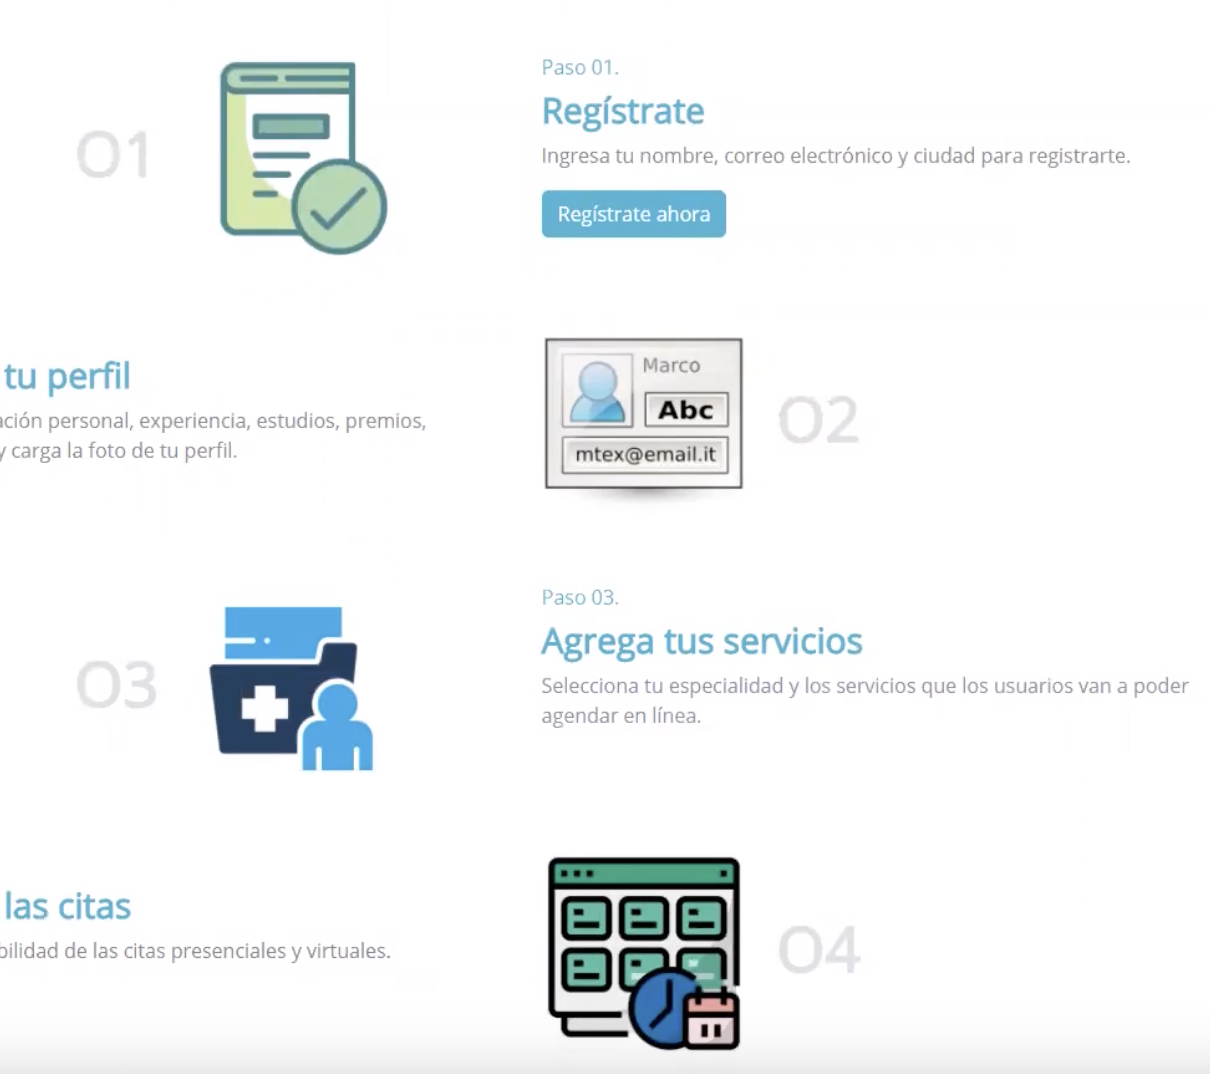 Paso 01.
01
Regístrate
Ingresa tu nombre, correo electrónico y ciudad para registrarte.
Regístrate ahora
tu perfil
ación personal, experiencia, estudios, premios,
y carga la foto de tu perfil.
Marco
Abc
mtex@email.it
02
Paso 03.
03
Agrega tus servicios
Selecciona tu especialidad y los servicios que los usuarios van a poder
agendar en línea.
las citas
bilidad de las citas presenciales y virtuales.
04